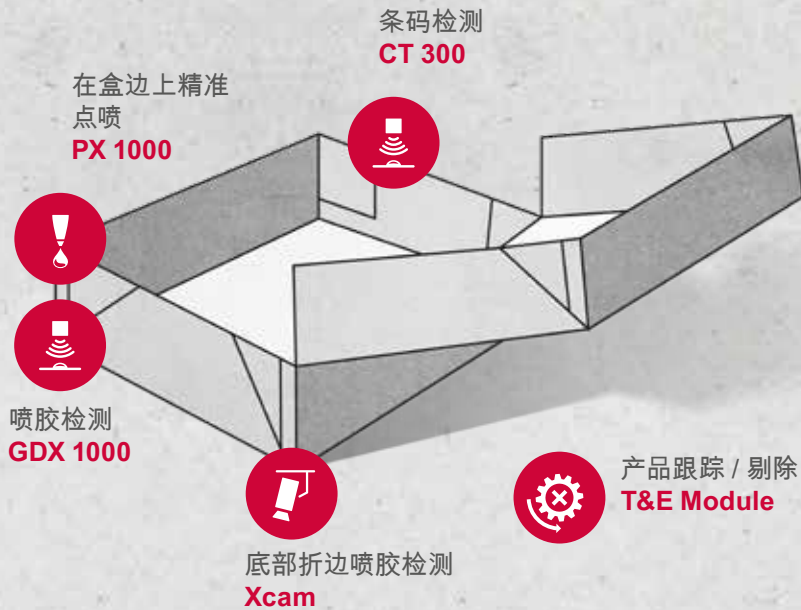 条码检测
CT 300
在盒边上精准
点喷
PX 1000
喷胶检测
GDX 1000
产品跟踪 / 剔除
T&E Module
底部折边喷胶检测
Xcam